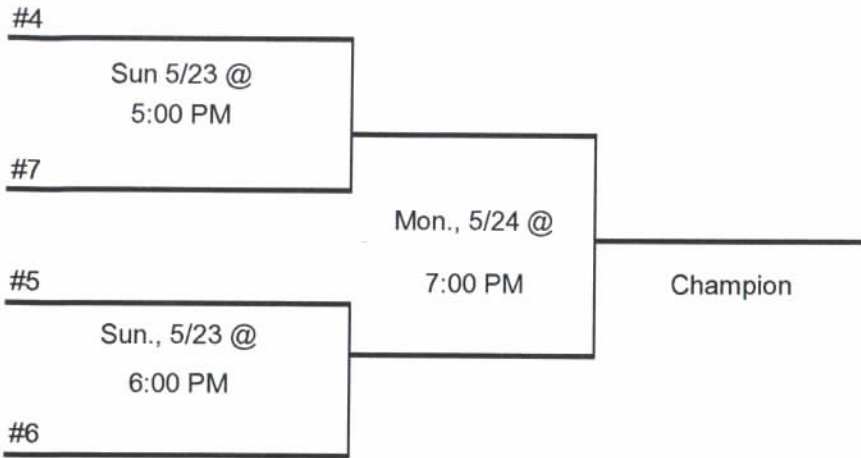 #4
Sun 5/23 @
5:00 PM
#7
Mon., 5/24 @
7:00 PM
Champion
#5
Sun., 5/23 @
6:00 PM
#6